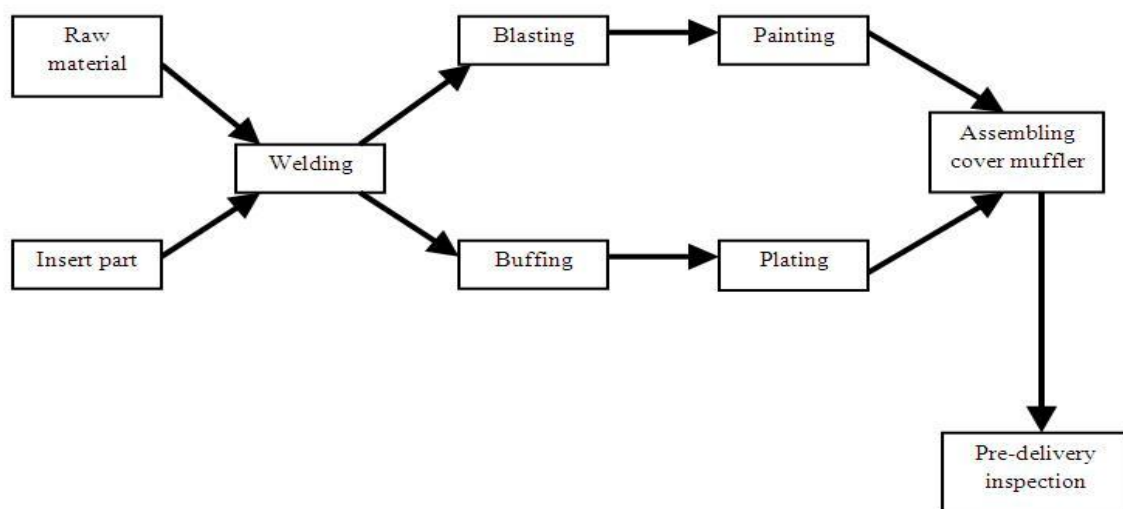 Raw
material
Blasting
Painting
Welding
Assembling
cover muffler
Insert part
Buffing
Plating
Pre-delivery
inspection